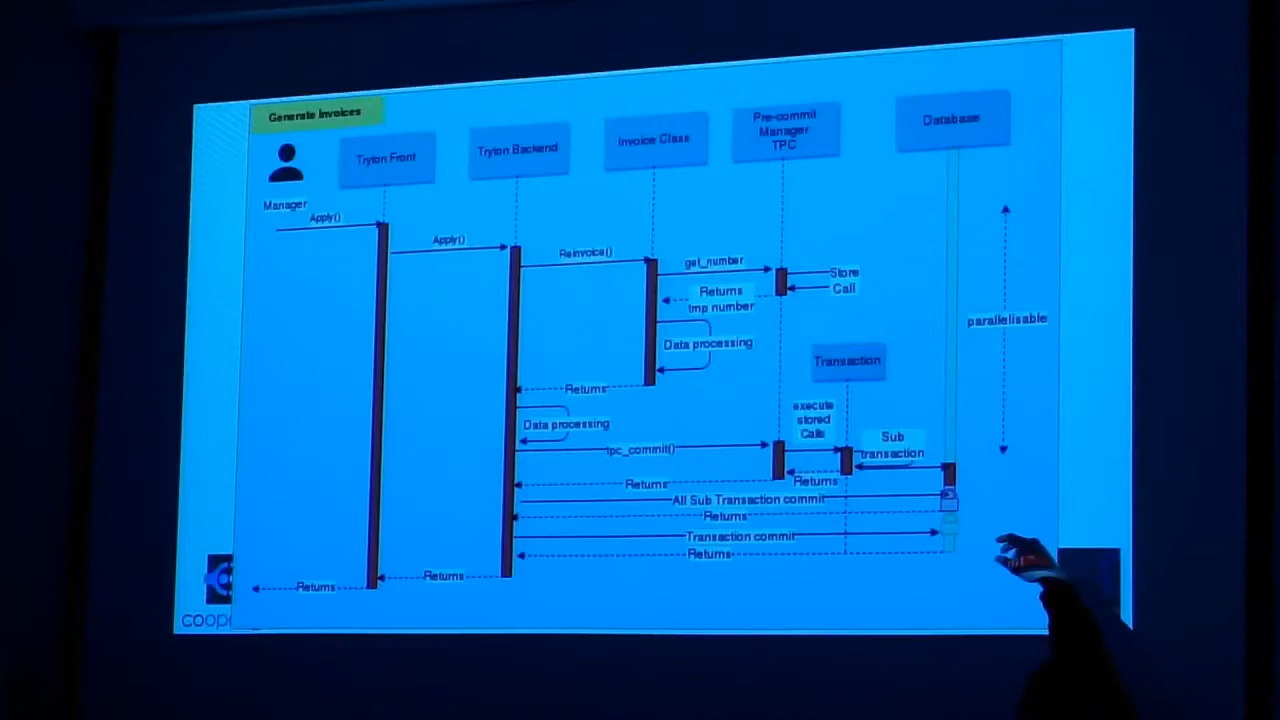 Generate Invoices
Manager
Tryton Front
Tryton Backend
Invoice Class
Pre-commit
Manager
TPC
Database
Apply()
Apply()
Reinvoice()
get_number
Store
Call
Returns
tmp number
Data processing
parallelisable
Transaction
Returns
Data processing
execute
stored
Calls
Sub
transaction
tpc_commit()
Returns
Returns
All Sub Transaction commit
Returns
Transaction commit
Returns
Returns
Returns